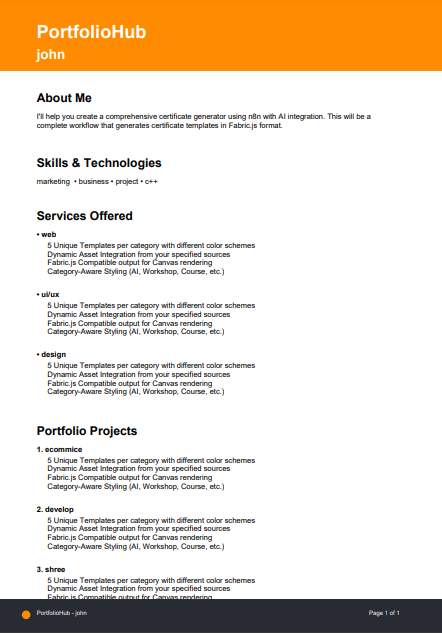 PortfolioHub
john
About Me
I'll help you create a comprehensive certificate generator using n8n with AI integration. This will be a
complete workflow that generates certificate templates in Fabric.js format.
Skills & Technologies
marketing • business • project • c++
Services Offered
• web
5 Unique Templates per category with different color schemes
Dynamic Asset Integration from your specified sources
Fabric.js Compatible output for Canvas rendering
Category-Aware Styling (AI, Workshop, Course, etc.)
• ui/ux
5 Unique Templates per category with different color schemes
Dynamic Asset Integration from your specified sources
Fabric.js Compatible output for Canvas rendering
Category-Aware Styling (AI, Workshop, Course, etc.)
• design
5 Unique Templates per category with different color schemes
Dynamic Asset Integration from your specified sources
Fabric.js Compatible output for Canvas rendering
Category-Aware Styling (AI, Workshop, Course, etc.)
Portfolio Projects
1. ecommice
5 Unique Templates per category with different color schemes
Dynamic Asset Integration from your specified sources
Fabric.js Compatible output for Canvas rendering
Category-Aware Styling (AI, Workshop, Course, etc.)
2. develop
5 Unique Templates per category with different color schemes
Dynamic Asset Integration from your specified sources
Fabric.js Compatible output for Canvas rendering
Category-Aware Styling (AI, Workshop, Course, etc.)
3. shree
5 Unique Templates per category with different color schemes
Dynamic Asset Integration from your specified sources
Fabric.js Compatible output for Canvas rendering
PortfolioHub - john
Page 1 of 1